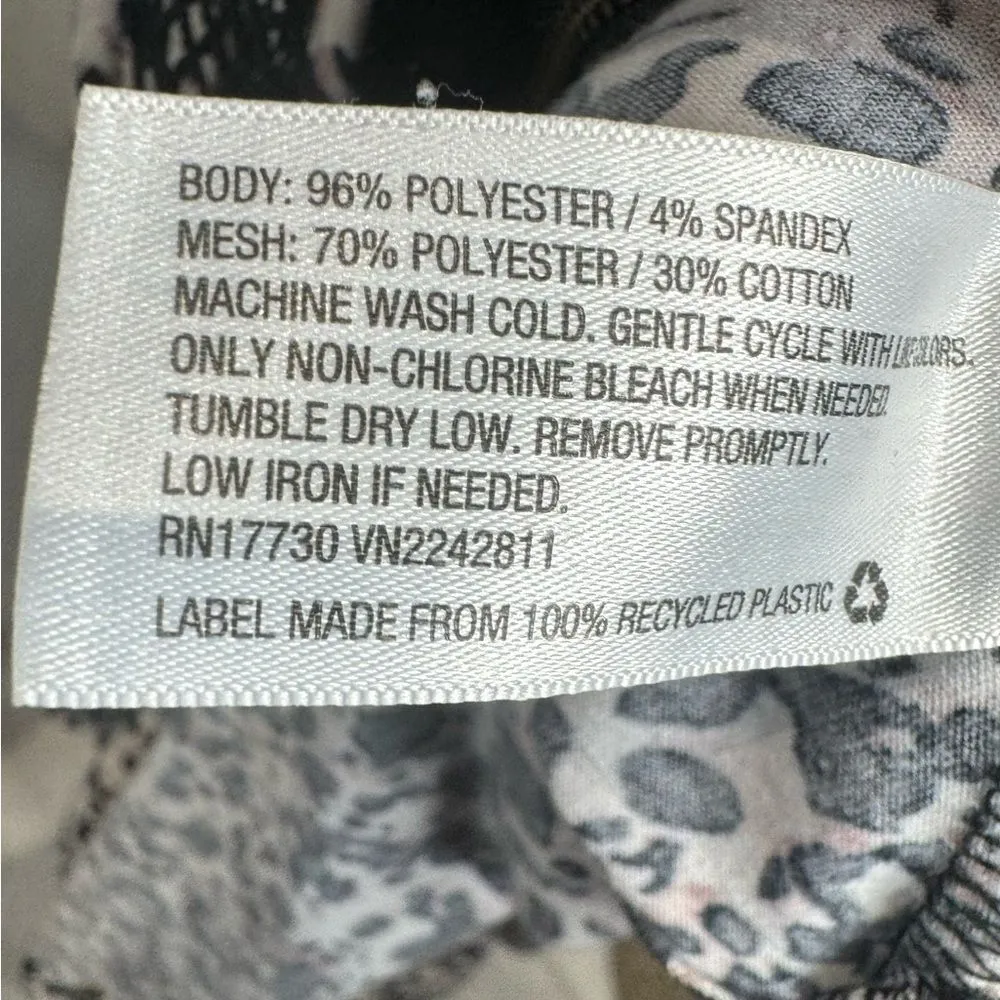 BODY: 96% POLYESTER / 4% SPANDEX
MESH: 70% POLYESTER / 30% COTTON
MACHINE WASH COLD. GENTLE CYCLE WITH LIKE COLORS.
ONLY NON-CHLORINE BLEACH WHEN NEEDED.
TUMBLE DRY LOW. REMOVE PROMPTLY.
LOW IRON IF NEEDED.
RN17730 VN2242811
LABEL MADE FROM 100% RECYCLED PLASTIC